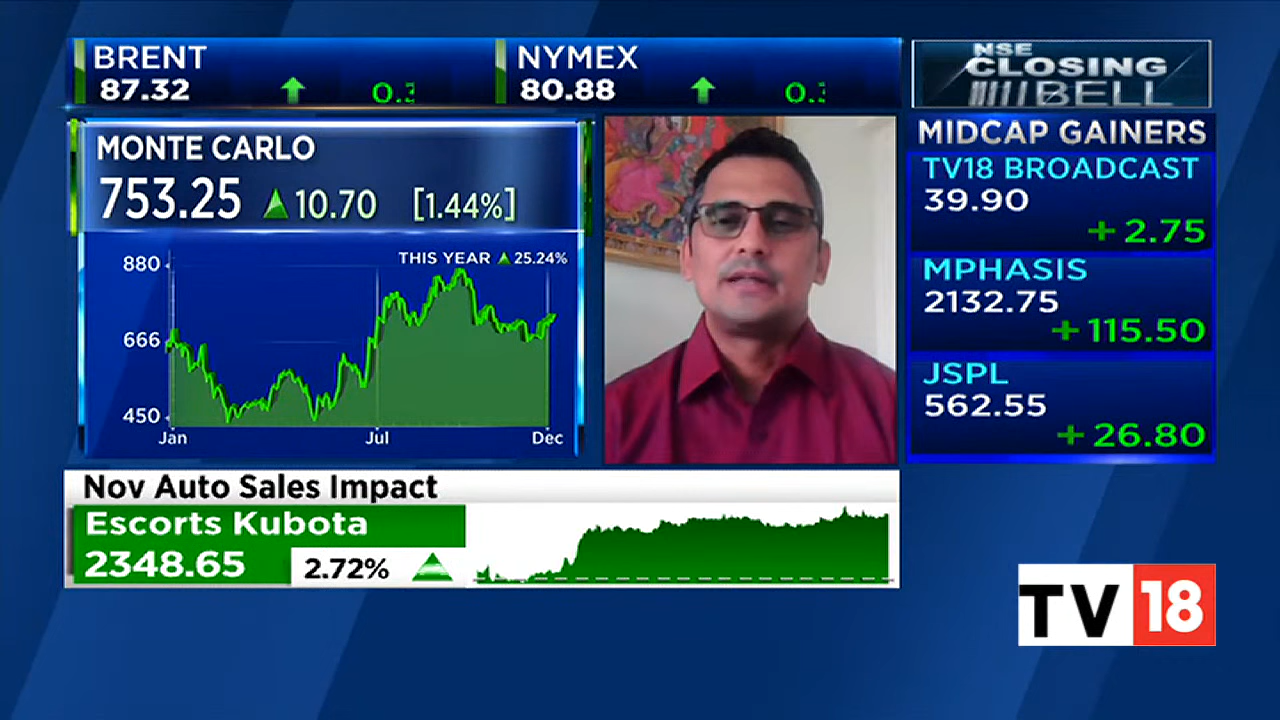 BRENT
87.32
NYMEX
80.88
NSE
CLOSING
BELL
MONTE CARLO
753.25 10.70 [1.44%]
THIS YEAR 25.24%
880
666
450
Jan Jul Dec
MIDCAP GAINERS
TV18 BROADCAST
39.90
+ 2.75
MPHASIS
2132.75
+ 115.50
JSPL
562.55
+ 26.80
Nov Auto Sales Impact
Escorts Kubota
2348.65 2.72%
TV18